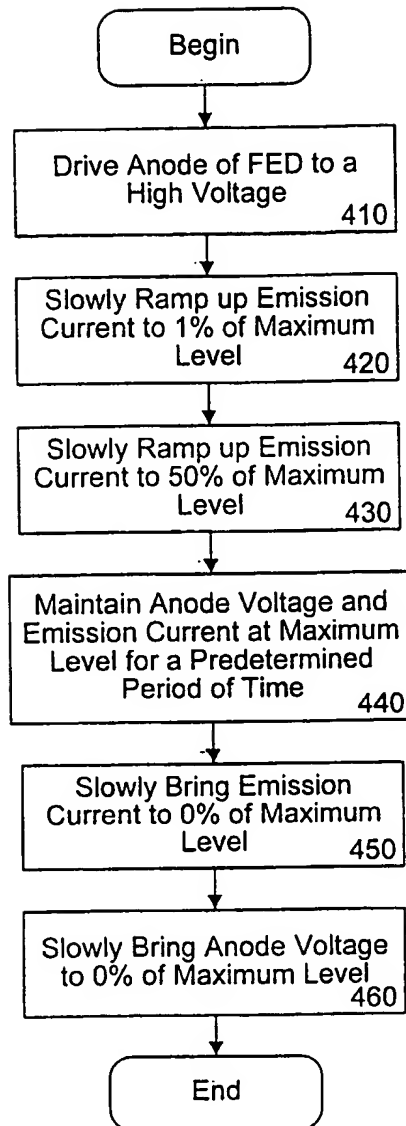 Begin
Drive Anode of FED to a
High Voltage
410
Slowly Ramp up Emission
Current to 1% of Maximum
Level
420
Slowly Ramp up Emission
Current to 50% of Maximum
Level
430
Maintain Anode Voltage and
Emission Current at Maximum
Level for a Predetermined
Period of Time
440
Slowly Bring Emission
Current to 0% of Maximum
Level
450
Slowly Bring Anode Voltage
to 0% of Maximum Level
460
End